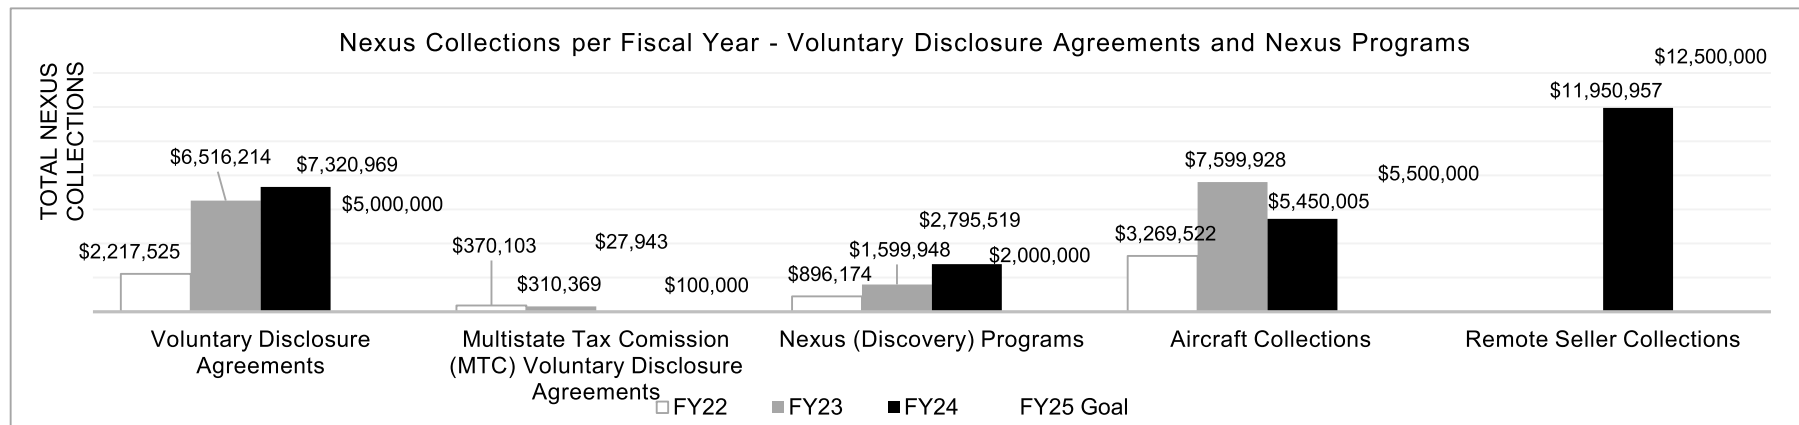 Nexus Collections per Fiscal Year - Voluntary Disclosure Agreements and Nexus Programs
TOTAL NEXUS
COLLECTIONS
$2,217,525
$6,516,214
$7,320,969
$5,000,000
$370,103
$310,369
$27,943
$100,000
$896,174
$1,599,948
$2,795,519
$2,000,000
$3,269,522
$7,599,928
$5,450,005
$5,500,000
$11,950,957
$12,500,000
Voluntary Disclosure
Agreements
Multistate Tax Comission
(MTC) Voluntary Disclosure
Agreements
Nexus (Discovery) Programs
Aircraft Collections
Remote Seller Collections
FY22
FY23
FY24
FY25 Goal